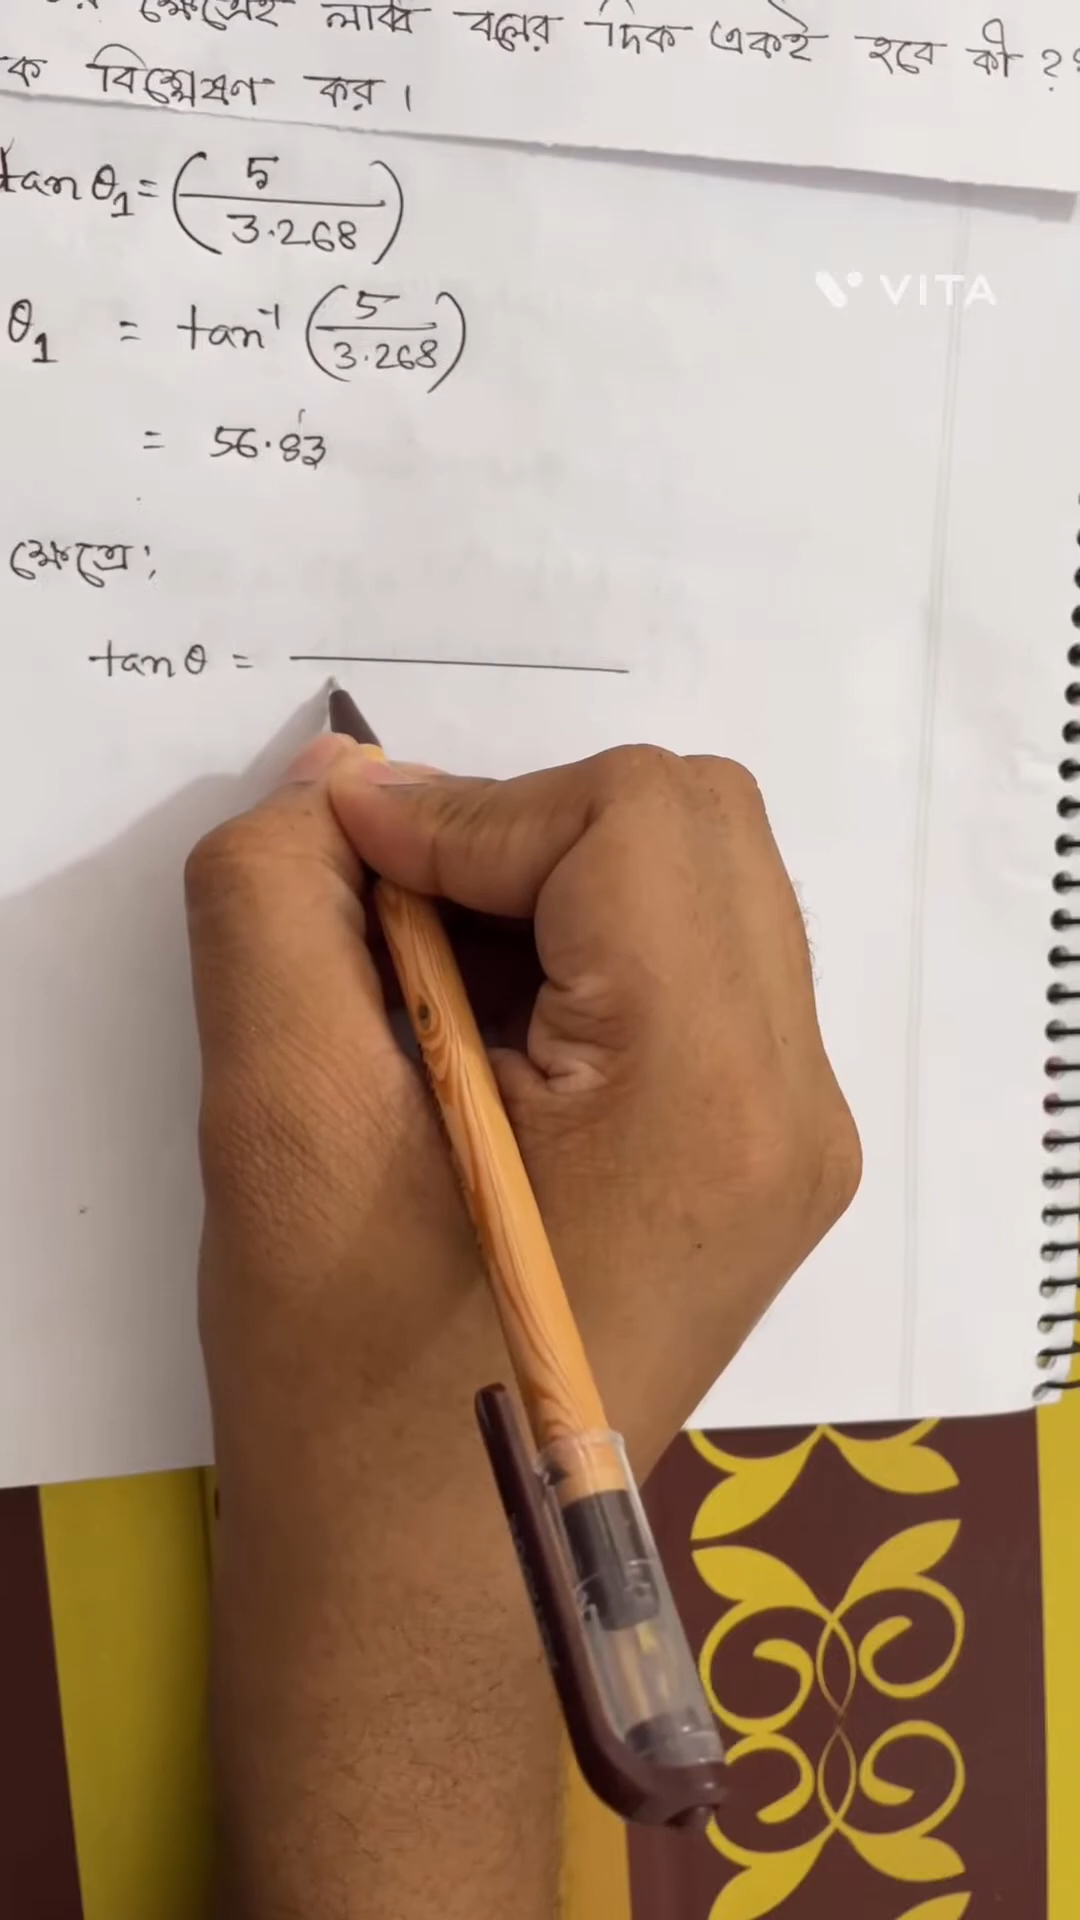 ক্ষেত্রেই লব্ধি বলের দিক একই হবে কী ?
ক বিশ্লেষণ কর ।
tan θ₁ = (5/3.268)
VITA
θ₁ = tan⁻¹ (5/3.268)
= 56.83
ক্ষেত্রে:
tan θ =